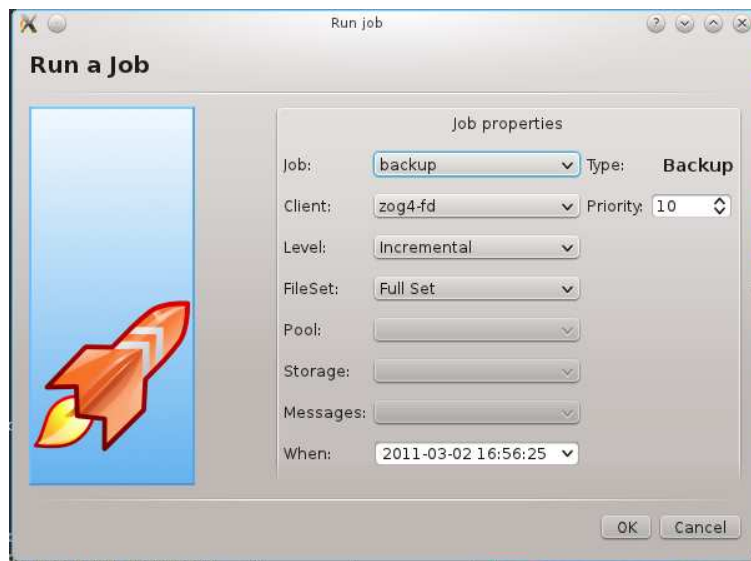 Run job
Run a Job
Job properties
Job: backup Type: Backup
Client: zog4-fd Priority: 10
Level: Incremental
FileSet: Full Set
Pool:
Storage:
Messages:
When: 2011-03-02 16:56:25
OK Cancel